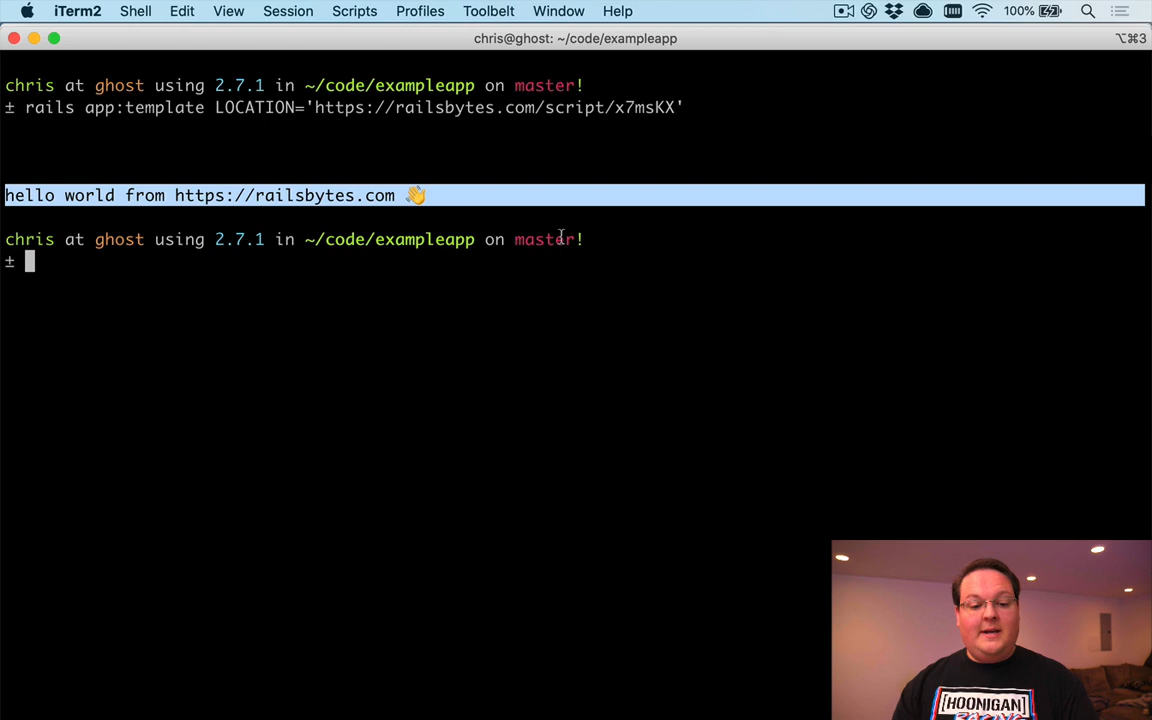 iTerm2 Shell Edit View Session Scripts Profiles Toolbelt Window Help 100%
chris@ghost: ~/code/exampleapp ⌥⌘3
chris at ghost using 2.7.1 in ~/code/exampleapp on master!
± rails app:template LOCATION='https://railsbytes.com/script/x7msKX'
hello world from https://railsbytes.com 👋
chris at ghost using 2.7.1 in ~/code/exampleapp on master!
±
[HOONIGAN]